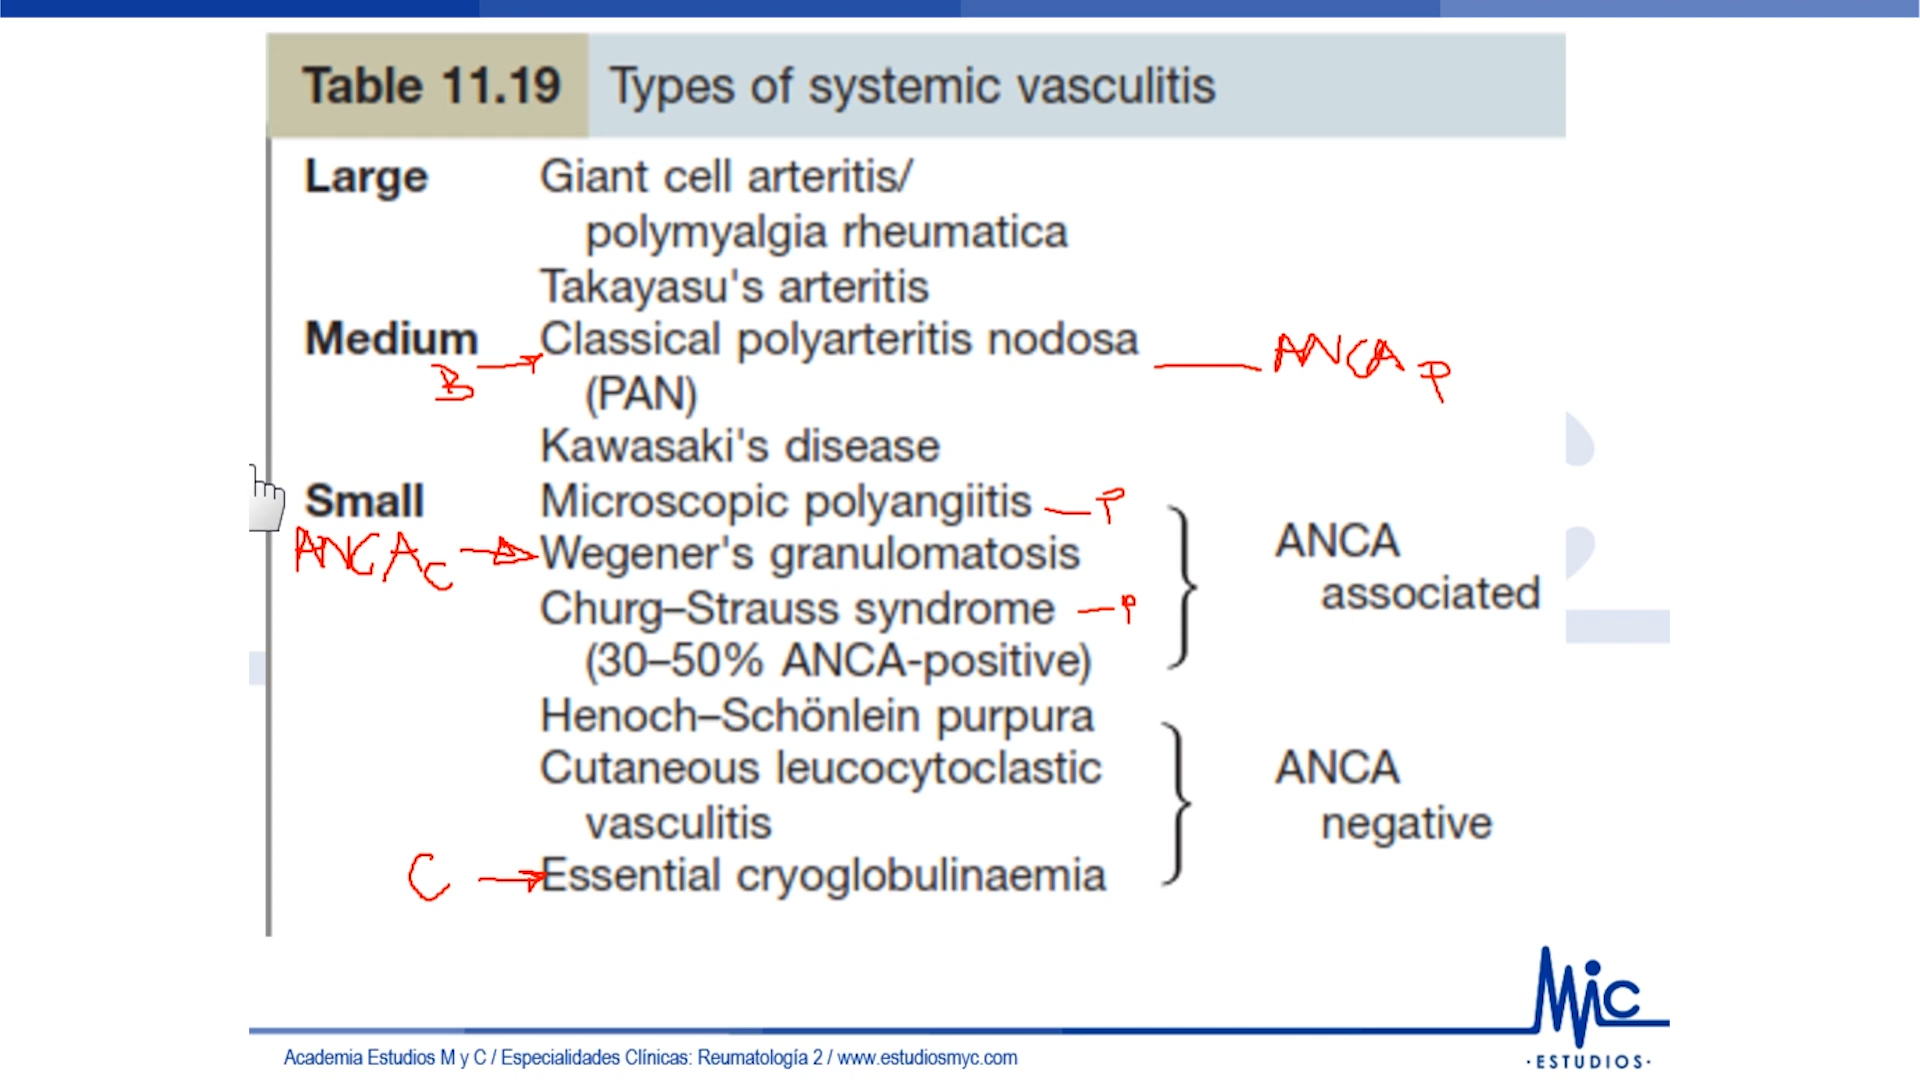 Table 11.19 Types of systemic vasculitis
Large Giant cell arteritis/
polymyalgia rheumatica
Takayasu's arteritis
Medium Classical polyarteritis nodosa ANCA P
B (PAN)
Kawasaki's disease
Small Microscopic polyangiitis P
ANCA C Wegener's granulomatosis ANCA
associated
Churg–Strauss syndrome P
(30–50% ANCA-positive)
Henoch–Schönlein purpura
Cutaneous leucocytoclastic ANCA
vasculitis negative
C Essential cryoglobulinaemia
MiC
·ESTUDIOS·
Academia Estudios M y C / Especialidades Clínicas: Reumatología 2 / www.estudiosmyc.com